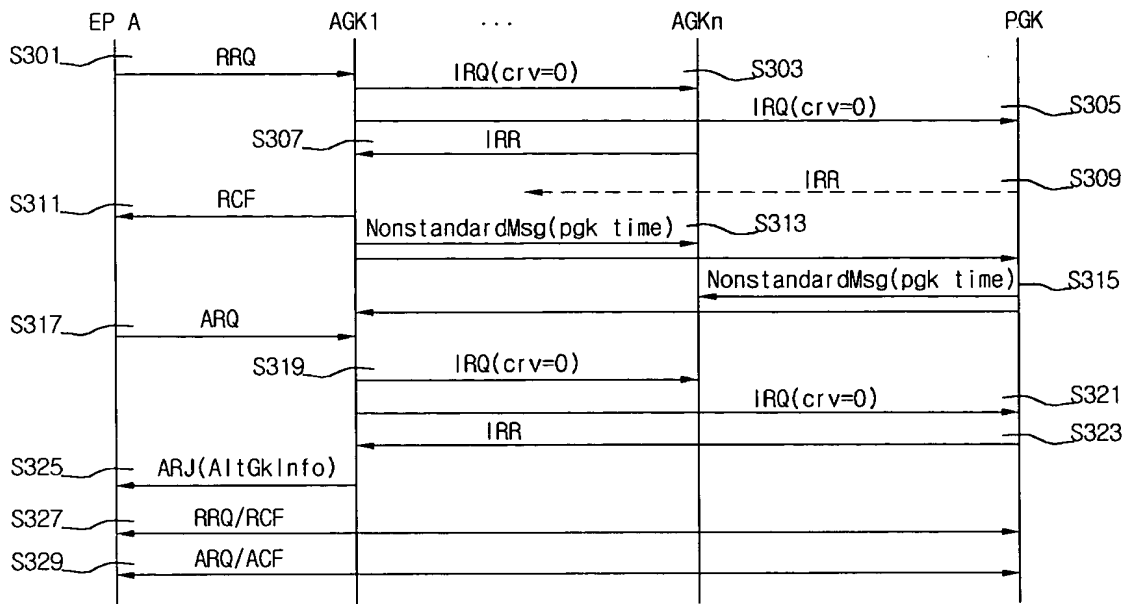 EP A AGK1 ... AGKn PGK
S301 RRQ
IRQ(crv=0) S303
IRQ(crv=0) S305
S307 IRR
IRR S309
S311 RCF
NonstandardMsg(pgk time) S313
NonstandardMsg(pgk time) S315
S317 ARQ
S319 IRQ(crv=0)
IRQ(crv=0) S321
IRR S323
S325 ARJ(AltGkInfo)
S327 RRQ/RCF
S329 ARQ/ACF